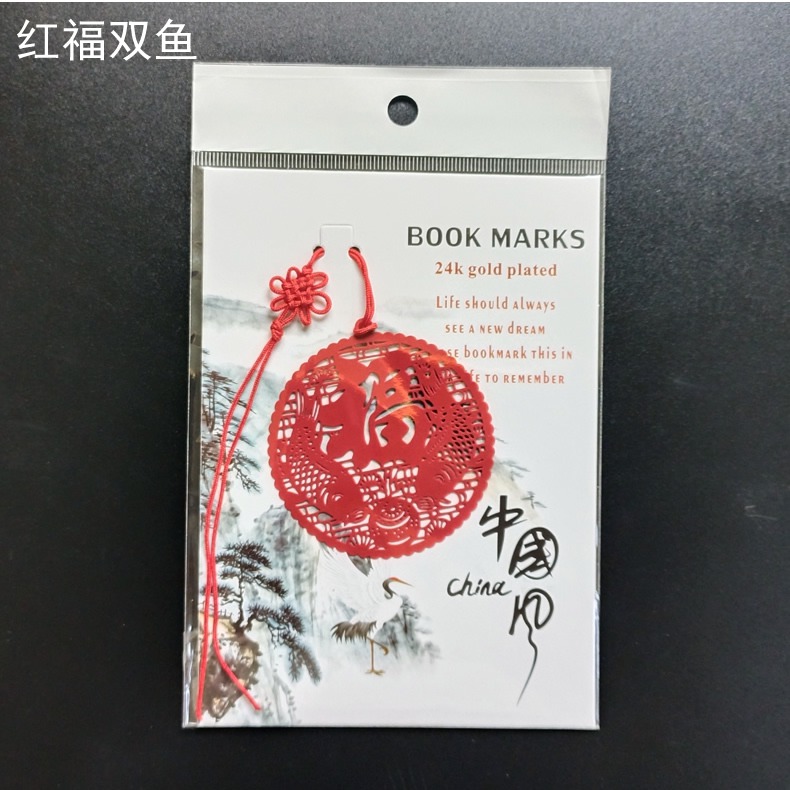 红福双鱼
BOOK MARKS
24k gold plated
Life should always
see a new dream
bookmark this in
to remember
福
中國风
china